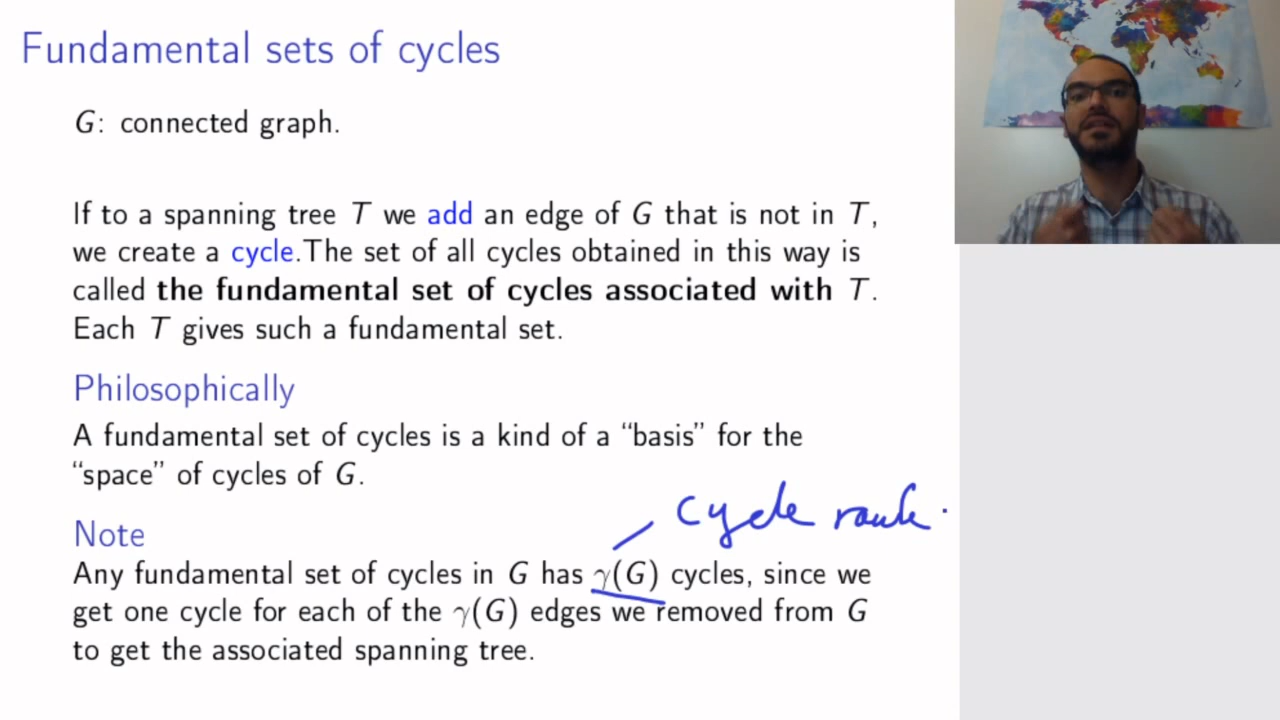 Fundamental sets of cycles
G: connected graph.
If to a spanning tree T we add an edge of G that is not in T,
we create a cycle.The set of all cycles obtained in this way is
called the fundamental set of cycles associated with T.
Each T gives such a fundamental set.
Philosophically
A fundamental set of cycles is a kind of a “basis” for the
“space” of cycles of G.
cycle rank.
Note
Any fundamental set of cycles in G has γ(G) cycles, since we
get one cycle for each of the γ(G) edges we removed from G
to get the associated spanning tree.